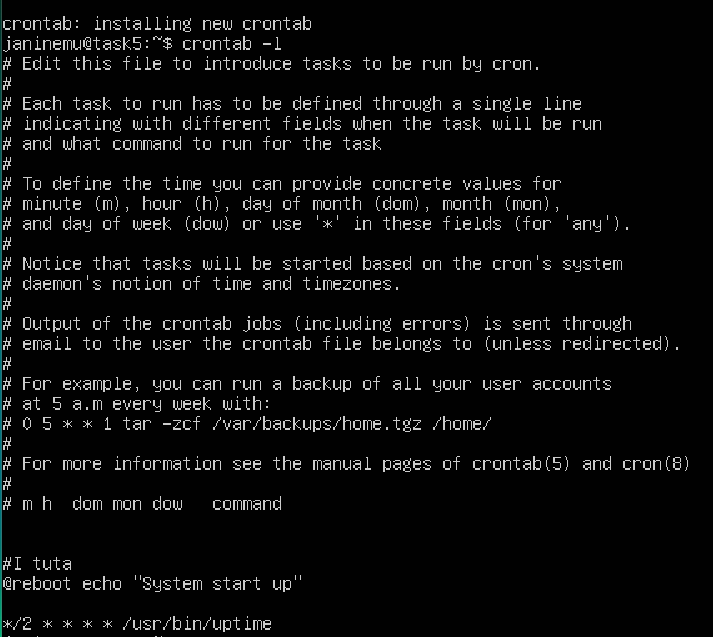 crontab: installing new crontab
janinemu@task5:~$ crontab -l
# Edit this file to introduce tasks to be run by cron.
#
# Each task to run has to be defined through a single line
# indicating with different fields when the task will be run
# and what command to run for the task
#
# To define the time you can provide concrete values for
# minute (m), hour (h), day of month (dom), month (mon),
# and day of week (dow) or use '*' in these fields (for 'any').
#
# Notice that tasks will be started based on the cron's system
# daemon's notion of time and timezones.
#
# Output of the crontab jobs (including errors) is sent through
# email to the user the crontab file belongs to (unless redirected).
#
# For example, you can run a backup of all your user accounts
# at 5 a.m every week with:
# 0 5 * * 1 tar -zcf /var/backups/home.tgz /home/
#
# For more information see the manual pages of crontab(5) and cron(8)
#
# m h  dom mon dow   command
#I tuta
@reboot echo "System start up"
*/2 * * * * /usr/bin/uptime